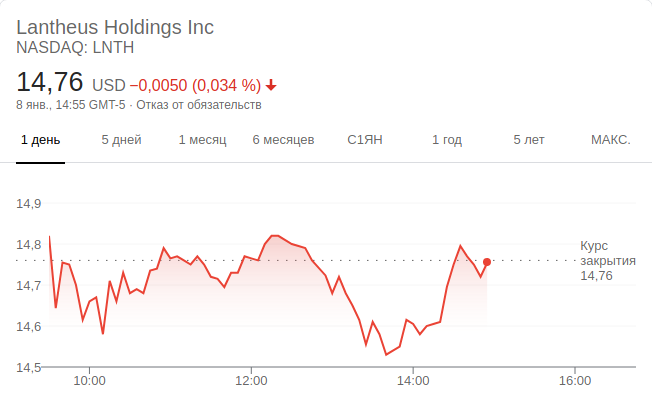 Lantheus Holdings Inc
NASDAQ: LNTH
14,76 USD −0,0050 (0,034 %)
8 янв., 14:55 GMT-5 · Отказ от обязательств
1 день 5 дней 1 месяц 6 месяцев С1ЯН 1 год 5 лет МАКС.
14,9
14,8
Курс
закрытия
14,76
14,7
14,6
14,5
10:00 12:00 14:00 16:00